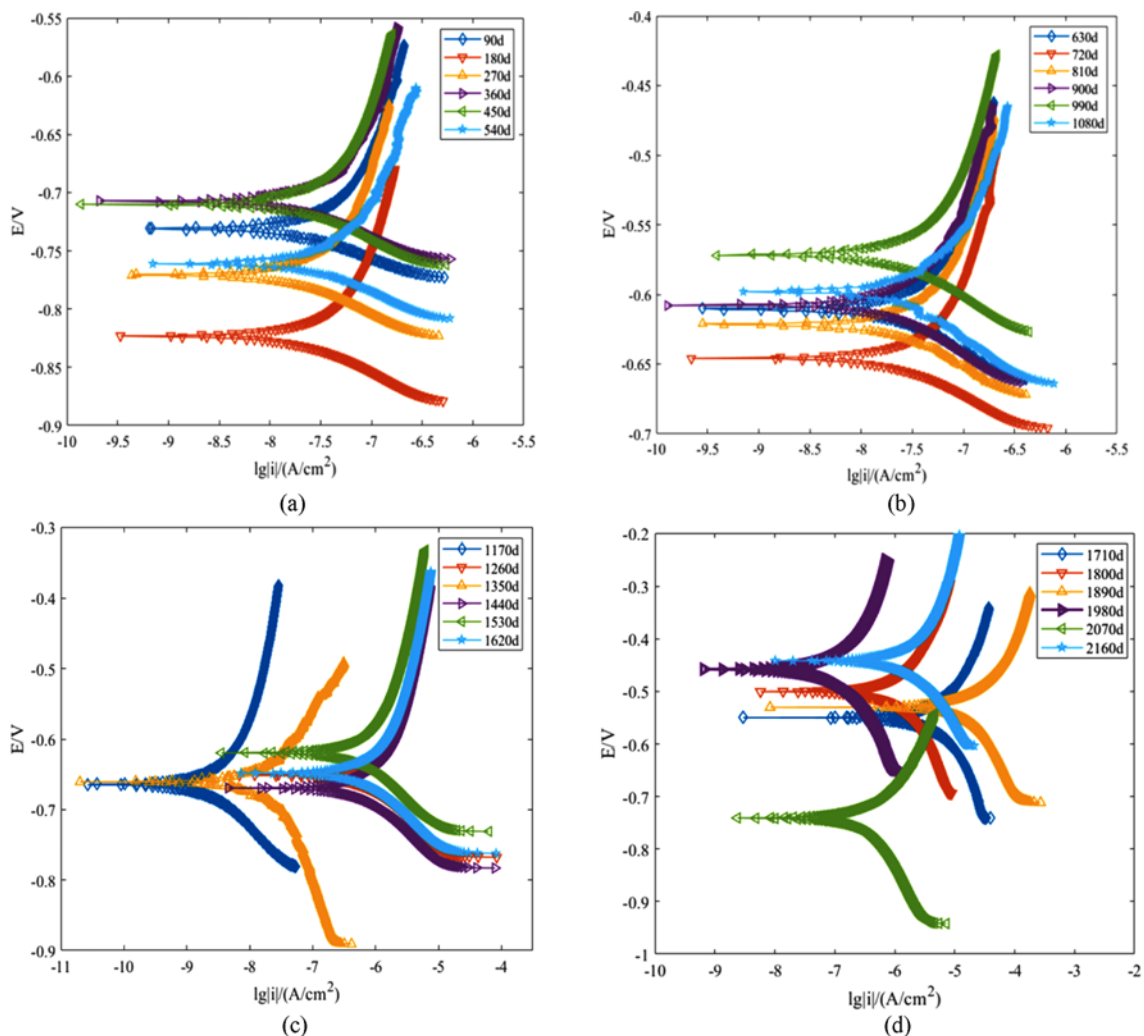 -0.55
-0.6
-0.65
-0.7
-0.75
-0.8
-0.85
-0.9
E/V
90d
180d
270d
360d
450d
540d
-10 -9.5 -9 -8.5 -8 -7.5 -7 -6.5 -6 -5.5
lg|i|/(A/cm²)
(a)
-0.4
-0.45
-0.5
-0.55
-0.6
-0.65
-0.7
E/V
630d
720d
810d
900d
990d
1080d
-10 -9.5 -9 -8.5 -8 -7.5 -7 -6.5 -6 -5.5
lg|i|/(A/cm²)
(b)
-0.3
-0.4
-0.5
-0.6
-0.7
-0.8
-0.9
E/V
1170d
1260d
1350d
1440d
1530d
1620d
-11 -10 -9 -8 -7 -6 -5 -4
lg|i|/(A/cm²)
(c)
-0.2
-0.3
-0.4
-0.5
-0.6
-0.7
-0.8
-0.9
-1
E/V
1710d
1800d
1890d
1980d
2070d
2160d
-10 -9 -8 -7 -6 -5 -4 -3 -2
lg|i|/(A/cm²)
(d)